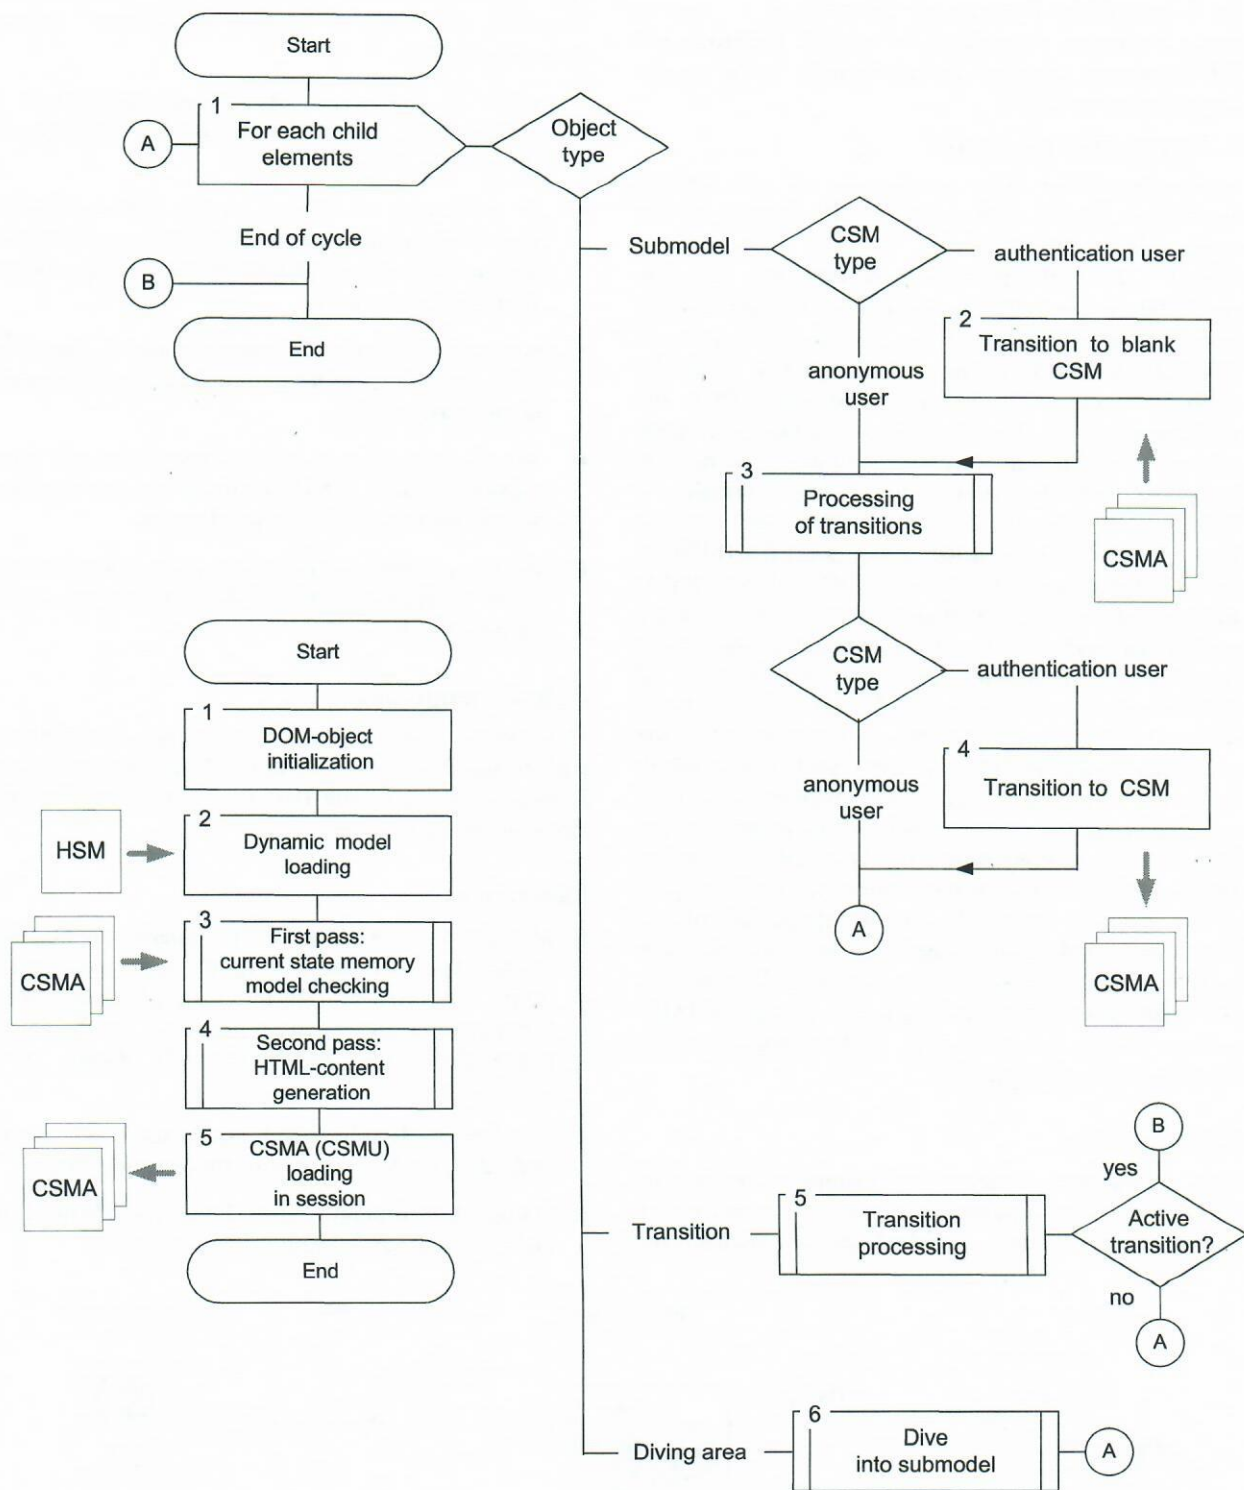 Start
1
For each child
elements
A
Object
type
End of cycle
B
End
Submodel
CSM
type
authentication user
2
Transition to blank
CSM
anonymous
user
CSMA
3
Processing
of transitions
CSM
type
authentication user
4
Transition to CSM
anonymous
user
A
CSMA
Start
1
DOM-object
initialization
HSM
2
Dynamic model
loading
CSMA
3
First pass:
current state memory
model checking
4
Second pass:
HTML-content
generation
CSMA
5
CSMA (CSMU)
loading
in session
End
Transition
5
Transition
processing
B
yes
Active
transition?
no
A
Diving area
6
Dive
into submodel
A